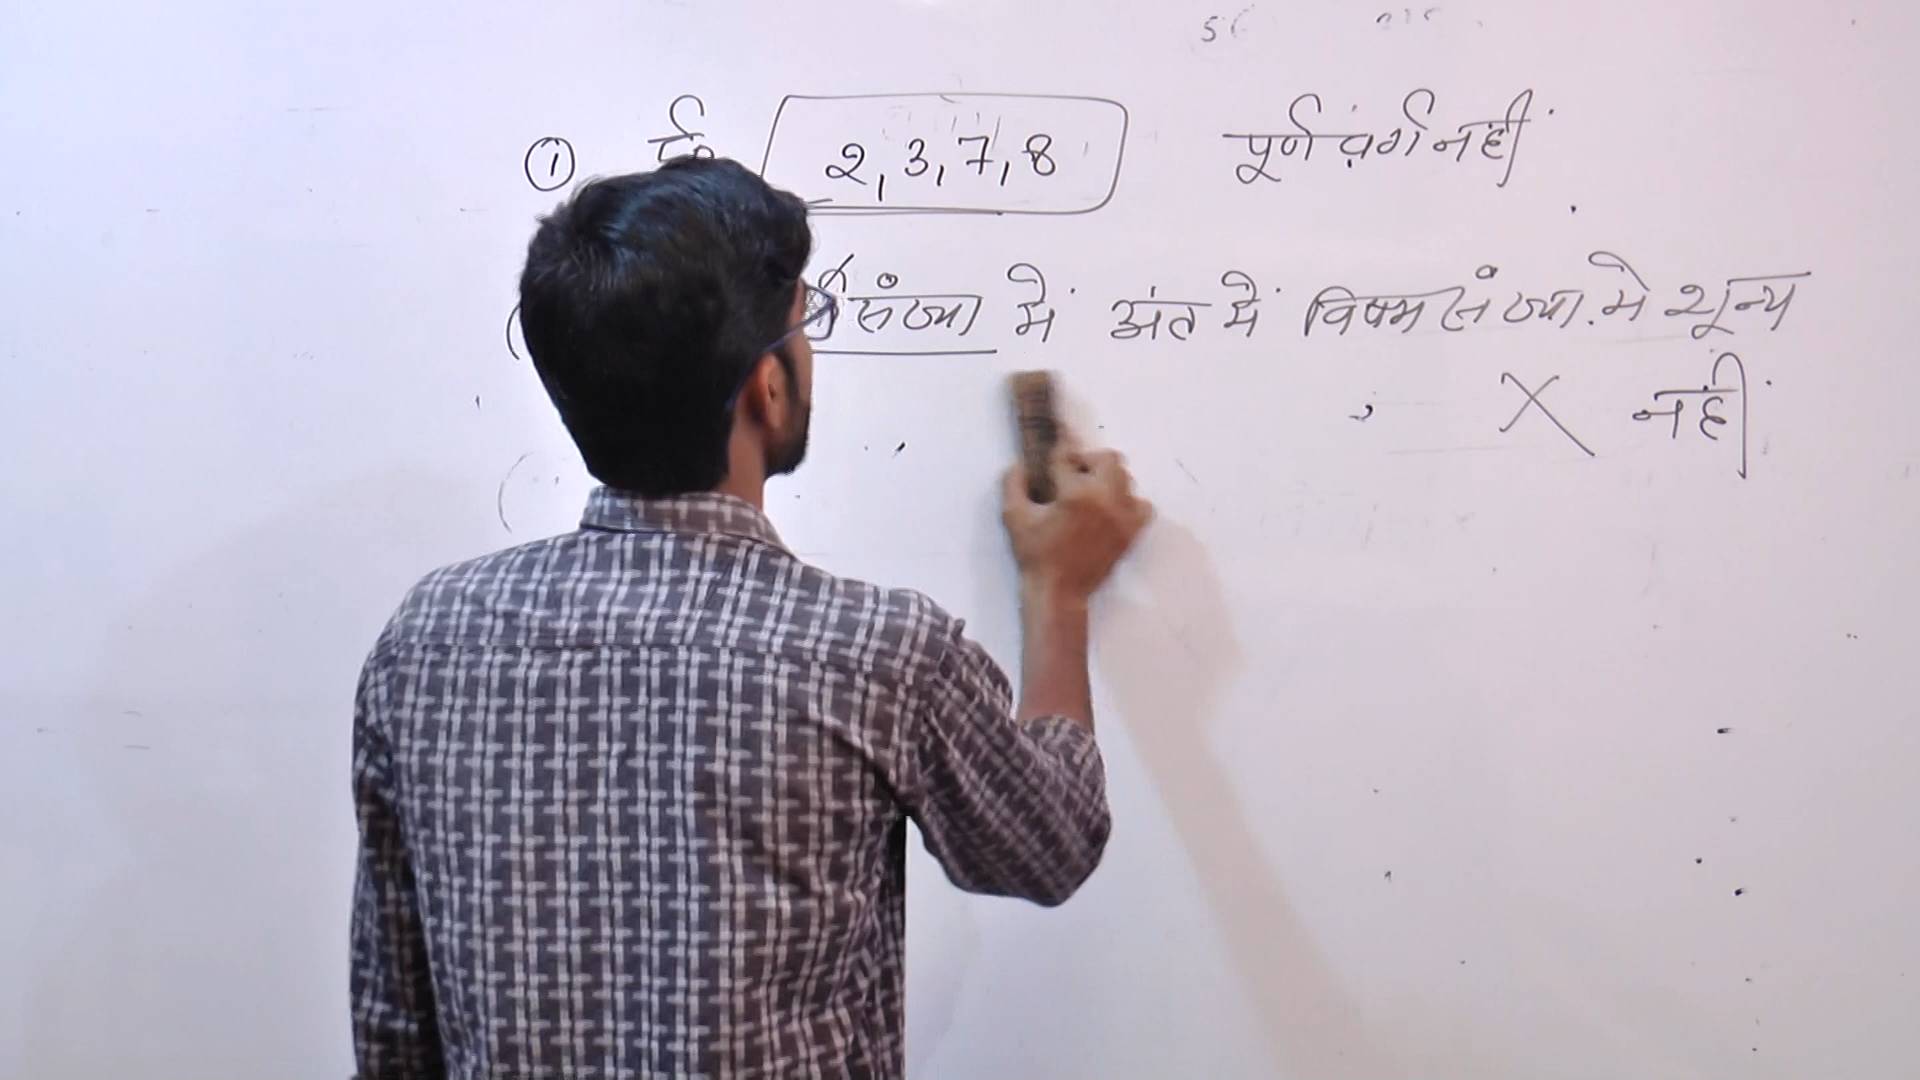 ① 2, 3, 7, 8 पूर्ण वर्ग नहीं
संख्या में अंत में विषम संख्या में शून्य
X नहीं